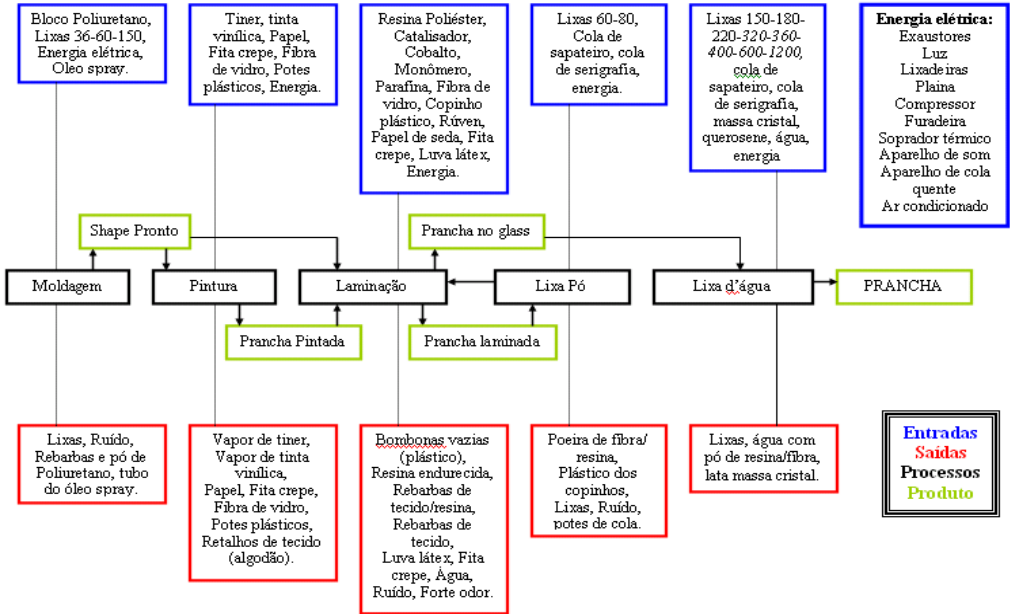 Bloco Poliuretano,
Lixas 36-60-150,
Energia elétrica,
Oleo spray.
Tiner, tinta
vinílica, Papel,
Fita crepe, Fibra
de vidro, Potes
plásticos, Energia.
Resina Poliéster,
Catalisador,
Cobalto,
Monômero,
Parafina, Fibra de
vidro, Copinho
plástico, Rúven,
Papel de seda, Fita
crepe, Luva látex,
Energia.
Lixas 60-80,
Cola de
sapateiro, cola
de serigrafia,
energia.
Lixas 150-180-
220-320-360-
400-600-1200,
cola de
sapateiro, cola
de serigrafia,
massa cristal,
querosene, água,
energia
Energia elétrica:
Exaustores
Luz
Lixadeiras
Plaina
Compressor
Furadeira
Soprador térmico
Aparelho de som
Aparelho de cola
quente
Ar condicionado
Shape Pronto
Prancha no glass
Moldagem
Pintura
Laminação
Lixa Pó
Lixa d'água
PRANCHA
Prancha Pintada
Prancha laminada
Lixas, Ruído,
Rebarbas e pó de
Poliuretano, tubo
do óleo spray.
Vapor de tiner,
Vapor de tinta
vinílica,
Papel, Fita crepe,
Fibra de vidro,
Potes plásticos,
Retalhos de tecido
(algodão).
Bombonas vazias
(plástico),
Resina endurecida,
Rebarbas de
tecido/resina,
Rebarbas de
tecido,
Luva látex, Fita
crepe, Água,
Ruído, Forte odor.
Poeira de fibra/
resina,
Plástico dos
copinhos,
Lixas, Ruído,
potes de cola.
Lixas, água com
pó de resina/fibra,
lata massa cristal.
Entradas
Saídas
Processos
Produto